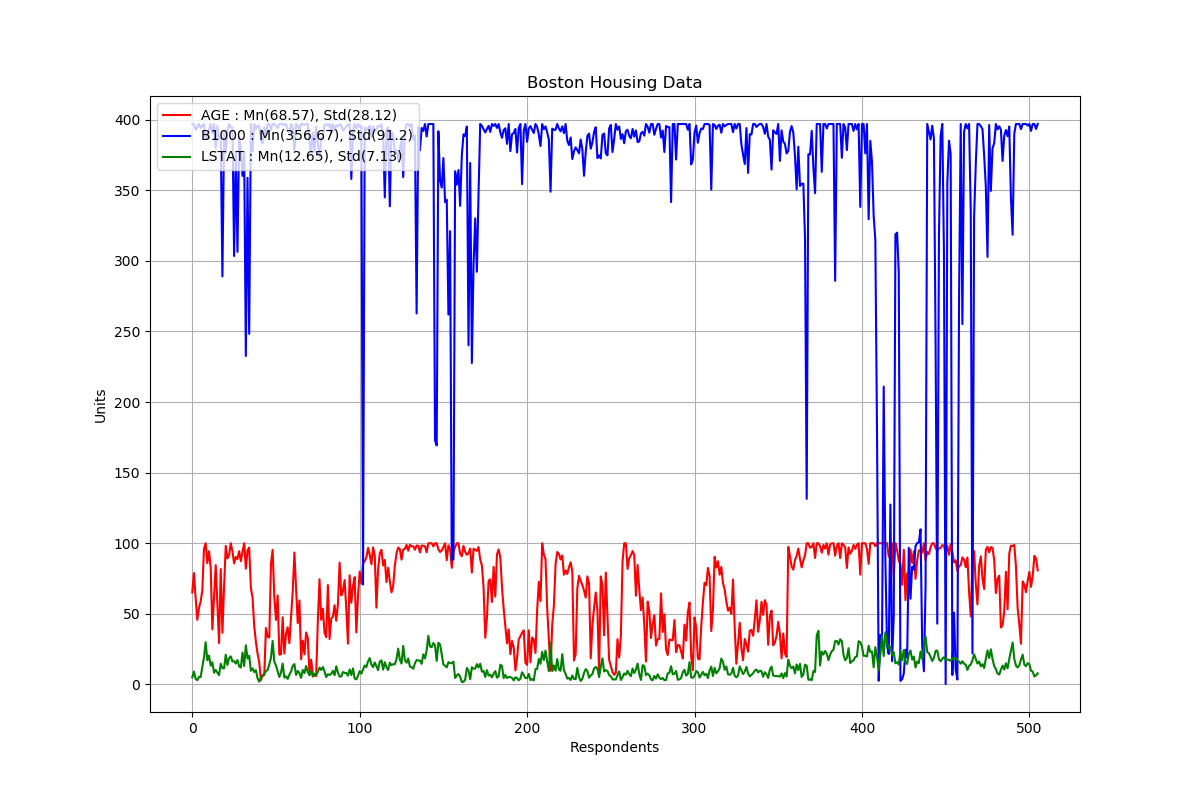 Boston Housing Data
AGE : Mn(68.57), Std(28.12)
B1000 : Mn(356.67), Std(91.2)
LSTAT : Mn(12.65), Std(7.13)
Units
400
350
300
250
200
150
100
50
0
0 100 200 300 400 500
Respondents